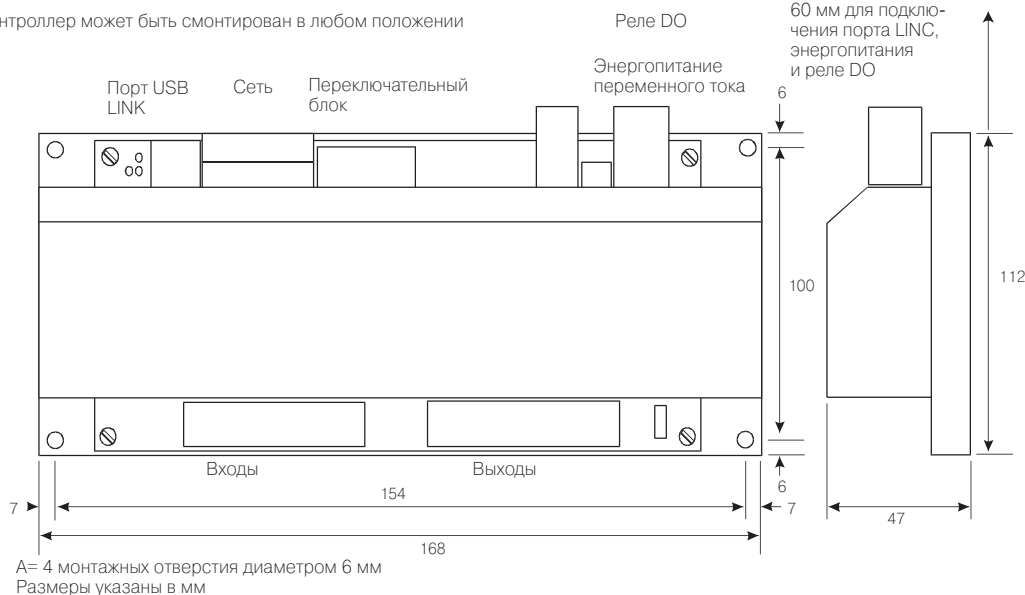 нтроллер может быть смонтирован в любом положении
Реле DO
60 мм для подклю-
чения порта LINC,
энергопитания
и реле DO
Порт USB
LINK
Сеть
Переключательный
блок
Энергопитание
переменного тока
6
100
112
Входы
Выходы
6
7
154
7
47
168
A= 4 монтажных отверстия диаметром 6 мм
Размеры указаны в мм